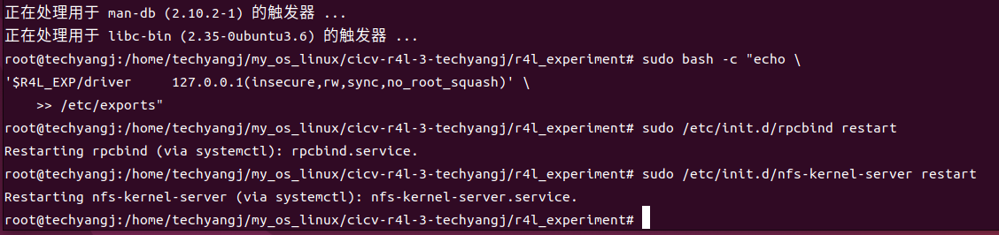 正在处理用于 man-db (2.10.2-1) 的触发器 ...
正在处理用于 libc-bin (2.35-0ubuntu3.6) 的触发器 ...
root@techyangj:/home/techyangj/my_os_linux/cicv-r4l-3-techyangj/r4l_experiment# sudo bash -c "echo \
'$R4L_EXP/driver     127.0.0.1(insecure,rw,sync,no_root_squash)' \
    >> /etc/exports"
root@techyangj:/home/techyangj/my_os_linux/cicv-r4l-3-techyangj/r4l_experiment# sudo /etc/init.d/rpcbind restart
Restarting rpcbind (via systemctl): rpcbind.service.
root@techyangj:/home/techyangj/my_os_linux/cicv-r4l-3-techyangj/r4l_experiment# sudo /etc/init.d/nfs-kernel-server restart
Restarting nfs-kernel-server (via systemctl): nfs-kernel-server.service.
root@techyangj:/home/techyangj/my_os_linux/cicv-r4l-3-techyangj/r4l_experiment#